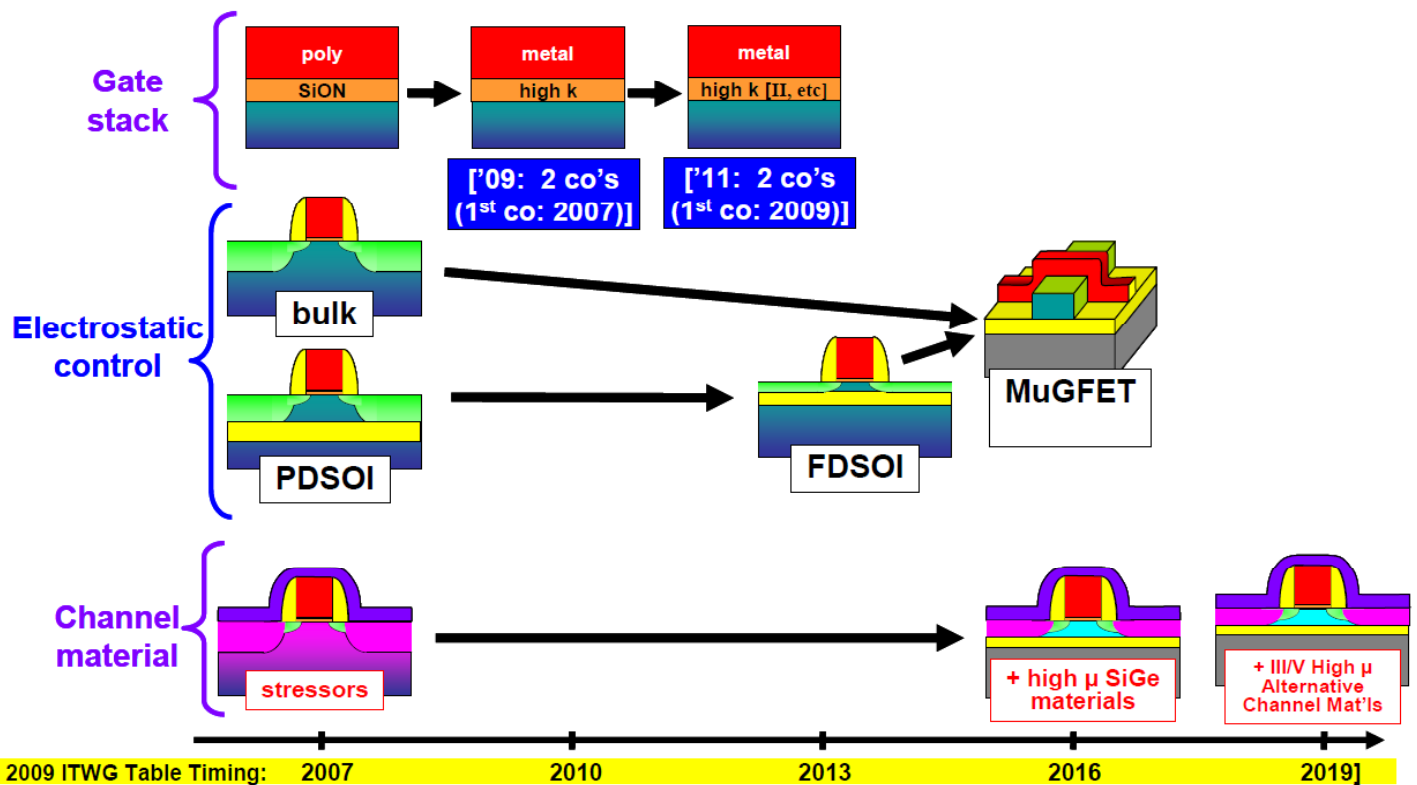 Gate
stack
poly
SiON
metal
high k
metal
high k [II, etc]
['09: 2 co's
(1st co: 2007)]
['11: 2 co's
(1st co: 2009)]
Electrostatic
control
bulk
PDSOI
FDSOI
MuGFET
Channel
material
stressors
+ high μ SiGe
materials
+ III/V High μ
Alternative
Channel Mat'ls
2009 ITWG Table Timing: 2007 2010 2013 2016 2019]